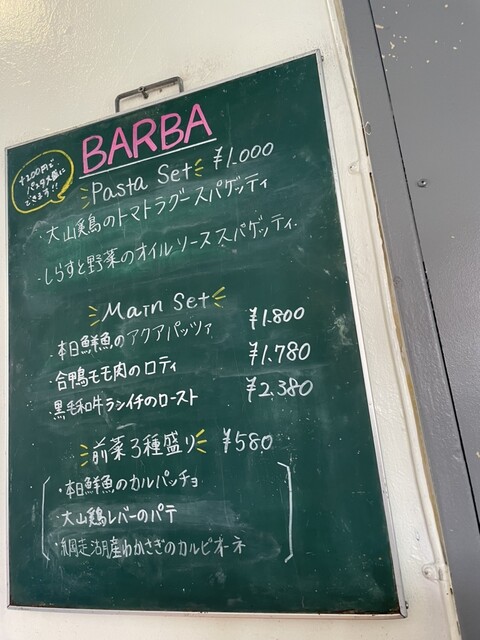 BARBA
+200円で
パスタ大盛に
できます!!
Pasta Set ¥1.000
・大山鶏のトマトラグースパゲッティ
・しらすと野菜のオイルソーススパゲッティ.
Main Set
・本日鮮魚のアクアパッツァ ¥1.800
・合鴨モモ肉のロティ ¥1.780
・黒毛和牛ランイチのロースト ¥2.380
前菜3種盛り ¥580
・本日鮮魚のカルパッチョ
・大山鶏レバーのパテ
・網走湖産わかさぎのカルピオーネ